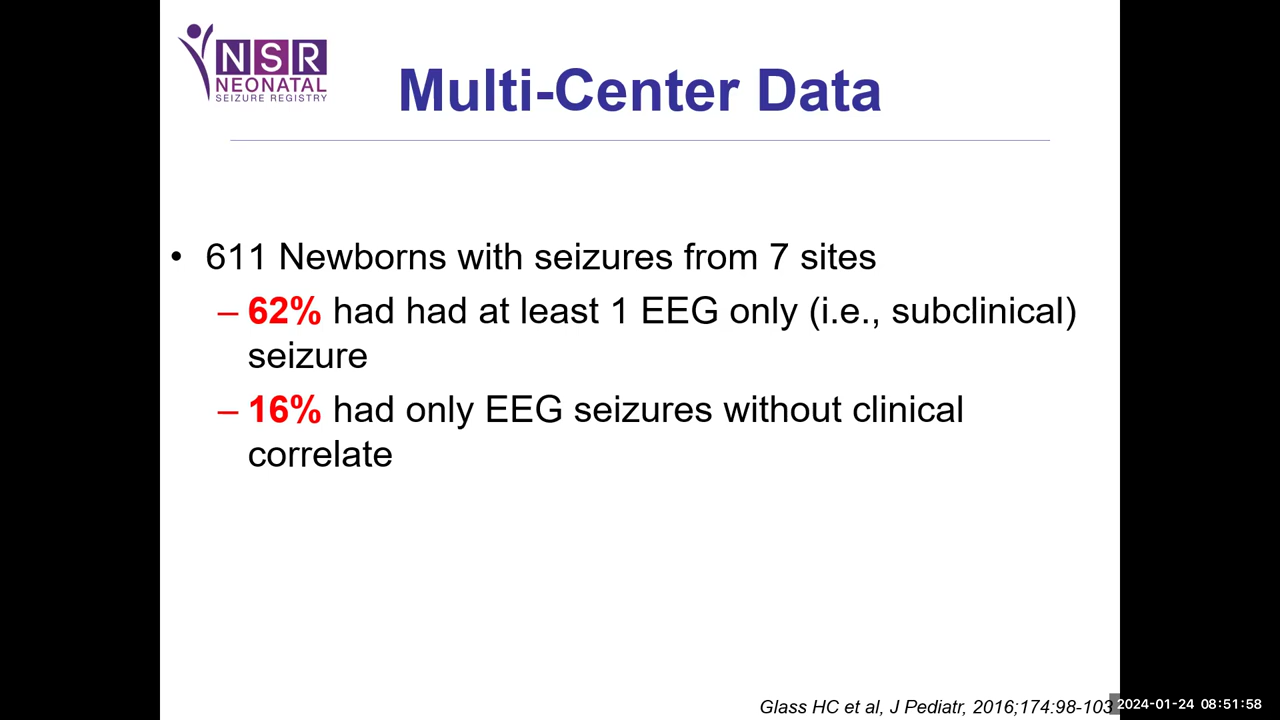 NSR
NEONATAL
SEIZURE REGISTRY
Multi-Center Data
• 611 Newborns with seizures from 7 sites
– 62% had had at least 1 EEG only (i.e., subclinical)
seizure
– 16% had only EEG seizures without clinical
correlate
Glass HC et al, J Pediatr, 2016;174:98-103
2024-01-24 08:51:58